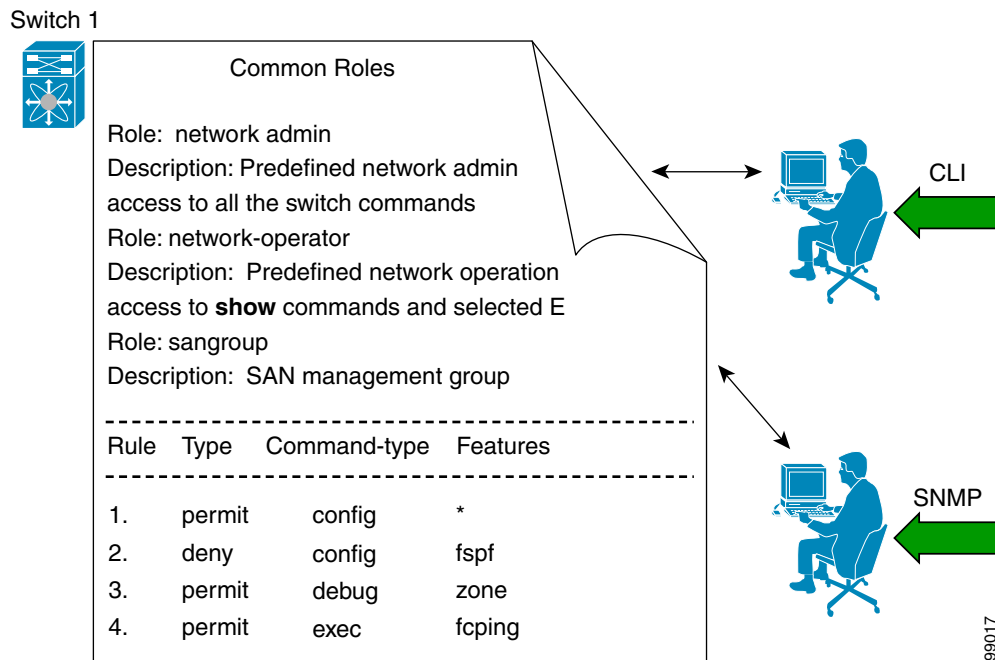 Switch 1
Common Roles
Role: network admin
Description: Predefined network admin
access to all the switch commands
Role: network-operator
Description: Predefined network operation
access to show commands and selected E
Role: sangroup
Description: SAN management group
Rule Type Command-type Features
1. permit config *
2. deny config fspf
3. permit debug zone
4. permit exec fcping
CLI
SNMP
99017